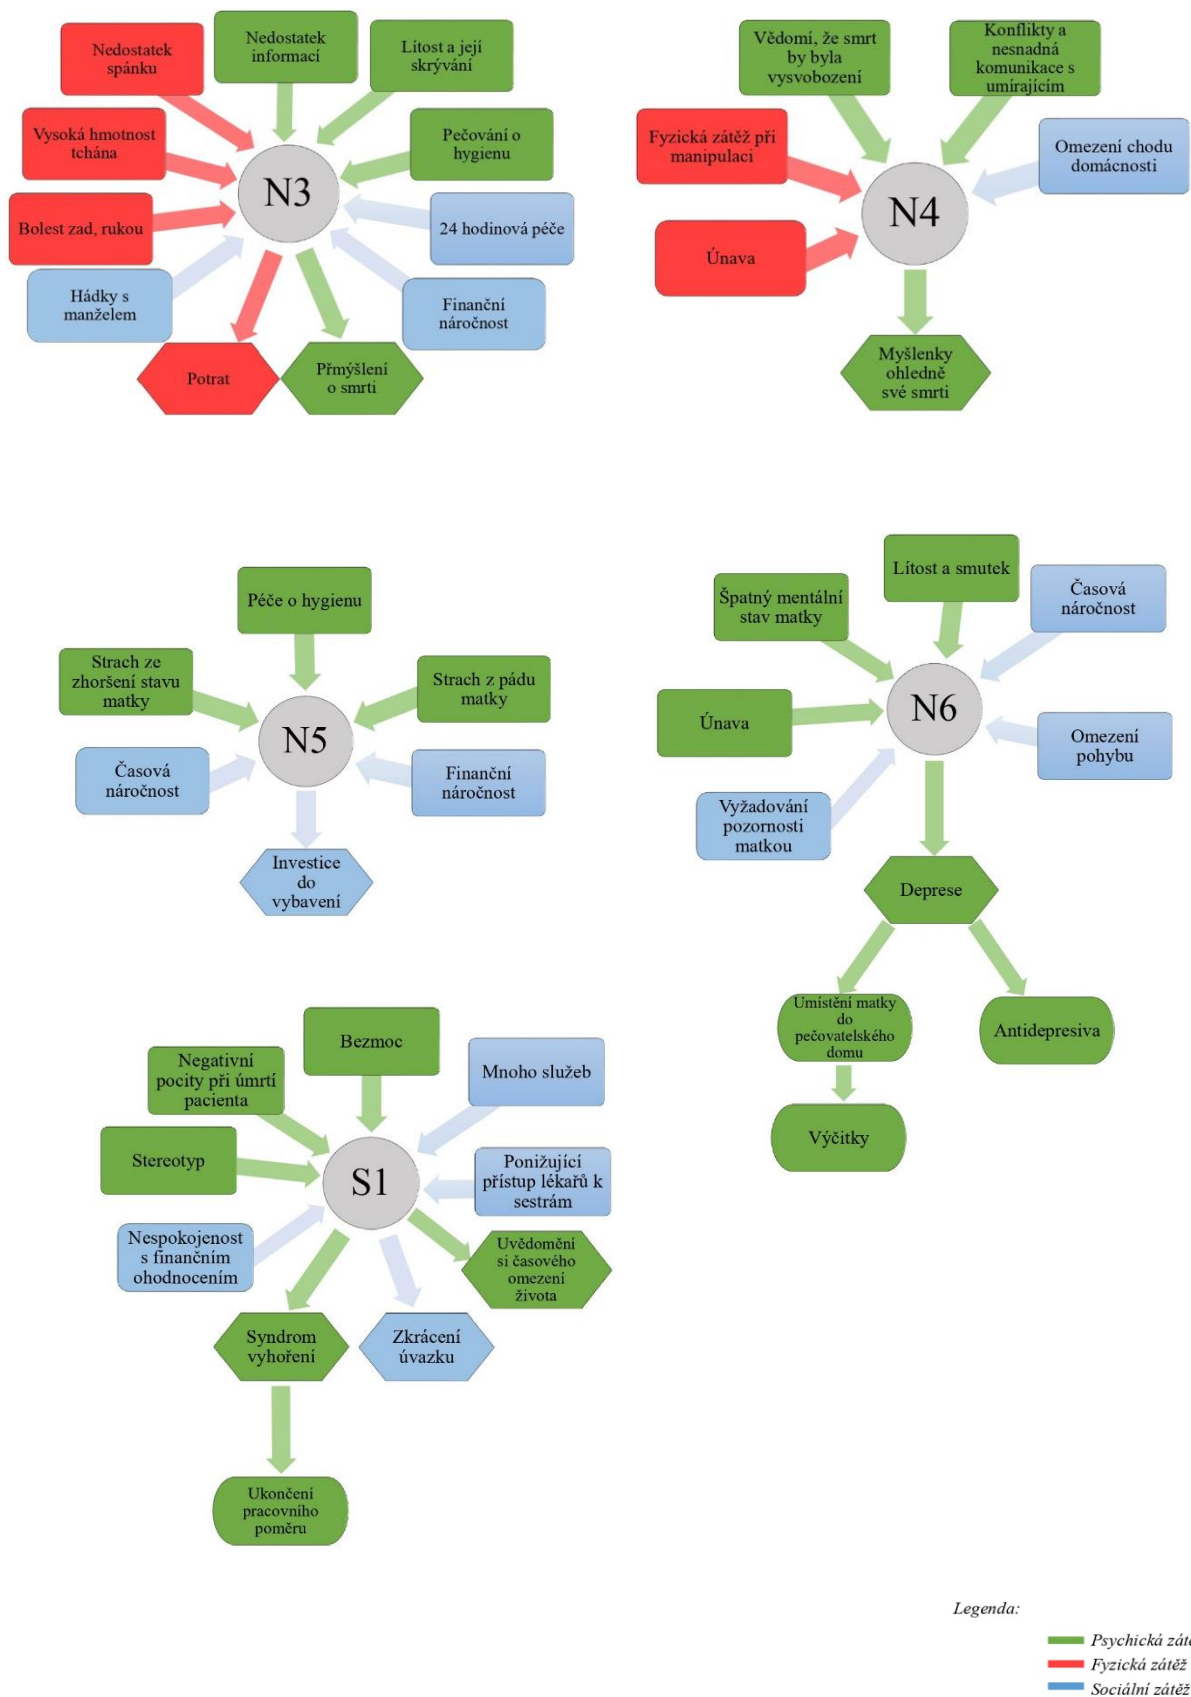 Nedostatek
spánku
Nedostatek
informací
Lítost a její
skrývání
Vysoká hmotnost
tchána
Pečování o
hygienu
N3
Bolest zad, rukou
24 hodinová péče
Hádky s
manželem
Finanční
náročnost
Potrat
Přmýšlení
o smrti
Vědomí, že smrt
by byla
vysvobození
Konflikty a
nesnadná
komunikace s
umírajícím
Fyzická zátěž při
manipulaci
Omezení chodu
domácnosti
N4
Únava
Myšlenky
ohledně
své smrti
Péče o hygienu
Strach ze
zhoršení stavu
matky
Strach z pádu
matky
N5
Časová
náročnost
Finanční
náročnost
Investice
do
vybavení
Lítost a smutek
Špatný mentální
stav matky
Časová
náročnost
N6
Únava
Omezení
pohybu
Vyžadování
pozornosti
matkou
Deprese
Umístění matky
do
pečovatelského
domu
Antidepresiva
Výčitky
Bezmoc
Negativní
pocity při úmrtí
pacienta
Mnoho služeb
Stereotyp
S1
Ponižující
přístup lékařů k
sestrám
Nespokojenost
s finančním
ohodnocením
Uvědomění
si časového
omezení
života
Syndrom
vyhoření
Zkrácení
úvazku
Ukončení
pracovního
poměru
Legenda:
Psychická
Fyzická zátěž
Sociální zátěž